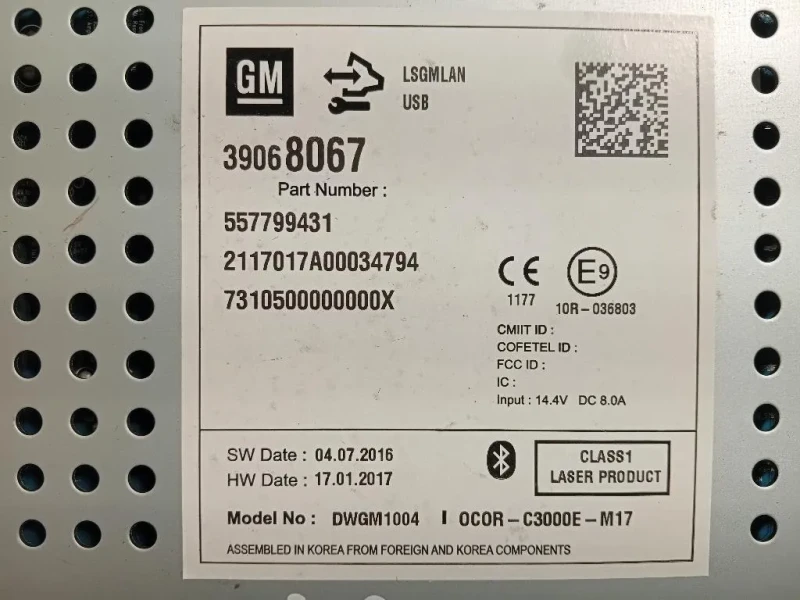 GM
LSGMLAN
USB
39068067
Part Number :
557799431
2117017A00034794
7310500000000X
CE
1177
E9
10R-036803
CMIIT ID :
COFETEL ID :
FCC ID :
IC :
Input : 14.4V DC 8.0A
SW Date : 04.07.2016
HW Date : 17.01.2017
CLASS1
LASER PRODUCT
Model No : DWGM1004 I OCOR-C3000E-M17
ASSEMBLED IN KOREA FROM FOREIGN AND KOREA COMPONENTS